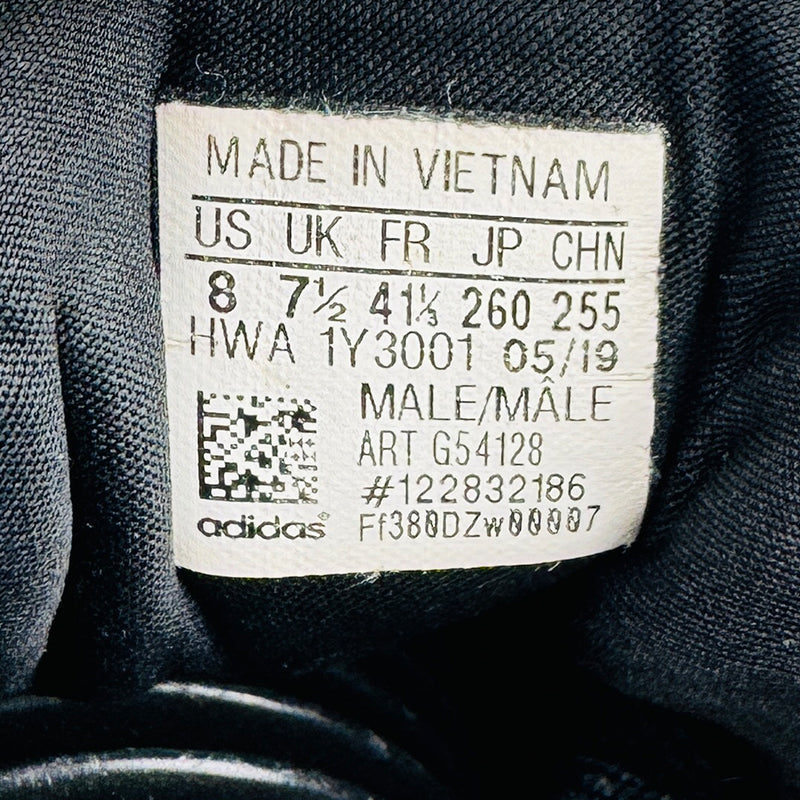 MADE IN VIETNAM
US UK FR JP CHN
8 7½ 41⅓ 260 255
HWA 1Y3001 05/19
MALE/MÂLE
ART G54128
#122832186
adidas® Ff380DZw00007